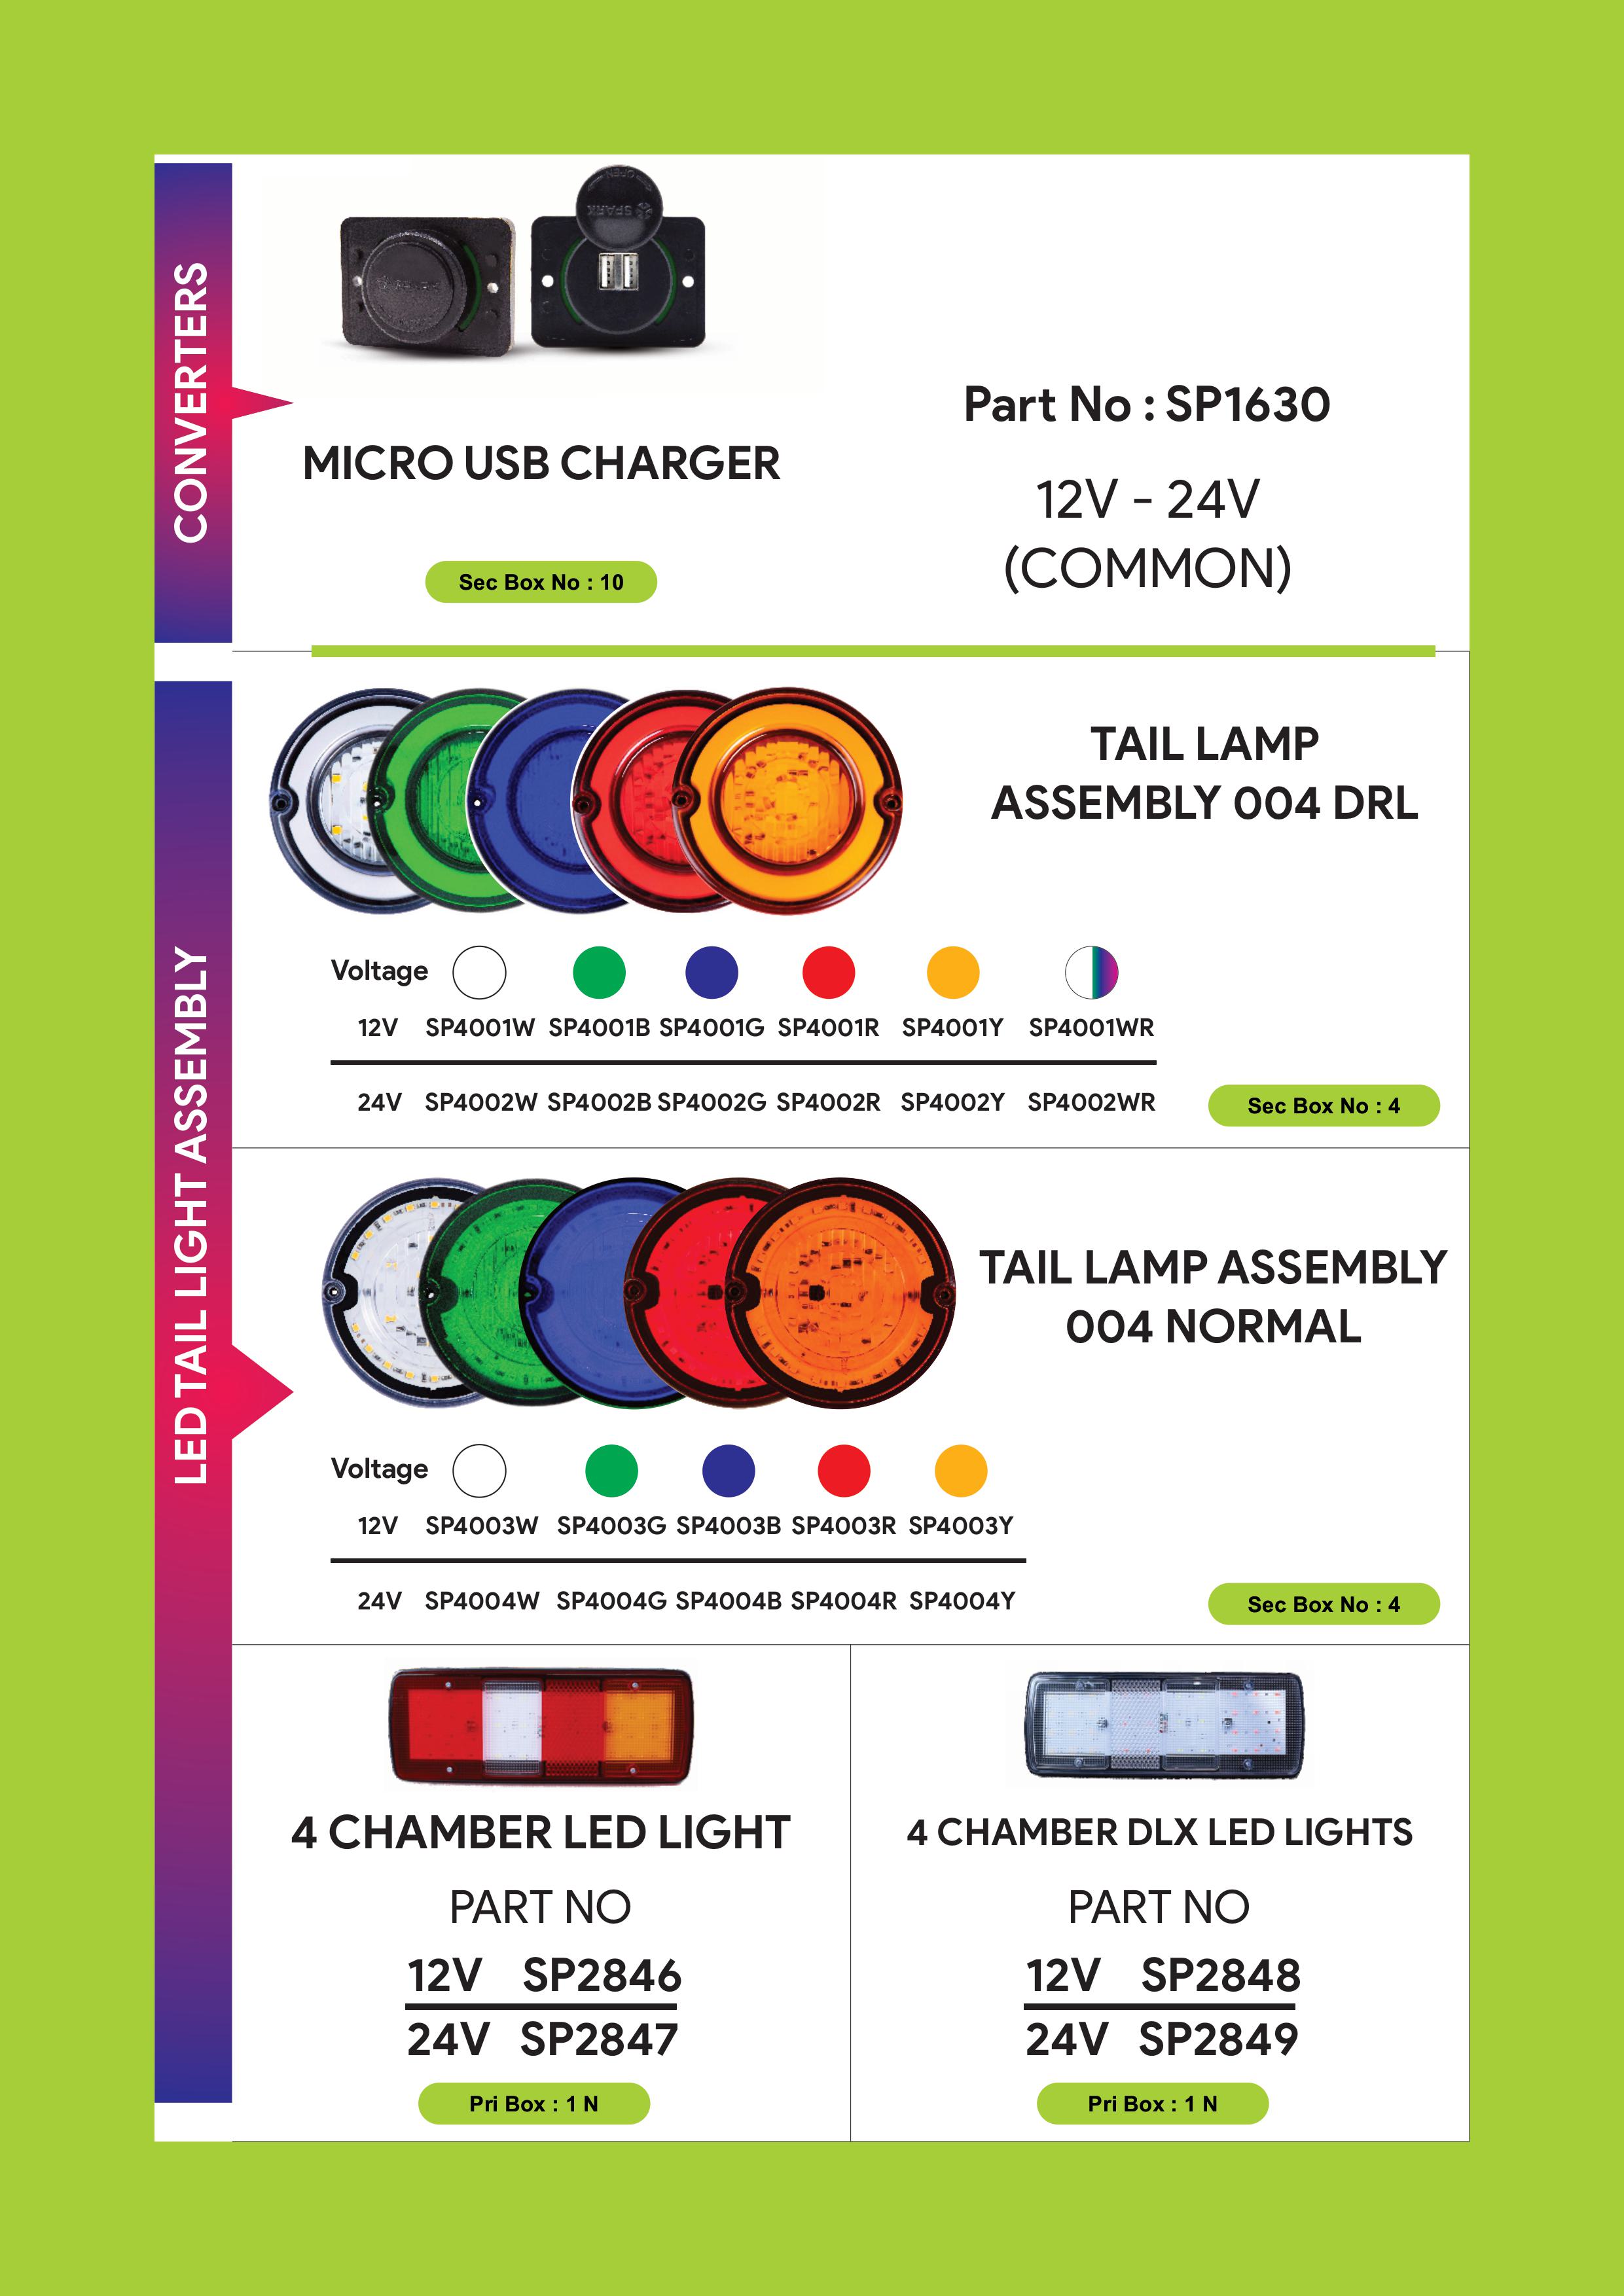 CONVERTERS
SPARK
OPEN
MICRO USB CHARGER
Sec Box No : 10
Part No : SP1630
12V - 24V
(COMMON)
LED TAIL LIGHT ASSEMBLY
TAIL LAMP
ASSEMBLY 004 DRL
Voltage
12V SP4001W SP4001B SP4001G SP4001R SP4001Y SP4001WR
24V SP4002W SP4002B SP4002G SP4002R SP4002Y SP4002WR
Sec Box No : 4
TAIL LAMP ASSEMBLY
004 NORMAL
Voltage
12V SP4003W SP4003G SP4003B SP4003R SP4003Y
24V SP4004W SP4004G SP4004B SP4004R SP4004Y
Sec Box No : 4
4 CHAMBER LED LIGHT
PART NO
12V SP2846
24V SP2847
Pri Box : 1 N
4 CHAMBER DLX LED LIGHTS
PART NO
12V SP2848
24V SP2849
Pri Box : 1 N